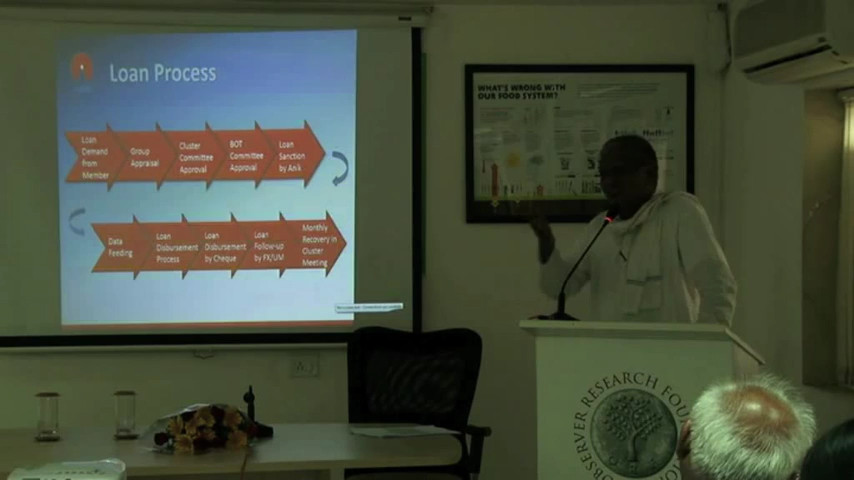 Loan Process
Loan
Demand
from
Member
Group
Appraisal
Cluster
Committee
Approval
BOT
Committee
Approval
Loan
Sanction
by Anik
Data
Feeding
Loan
Disbursement
Process
Loan
Disbursement
by Cheque
Loan
Follow-up
by FX/UM
Monthly
Recovery in
Cluster
Meeting
WHAT'S WRONG WITH
OUR FOOD SYSTEM?
OBSERVER RESEARCH